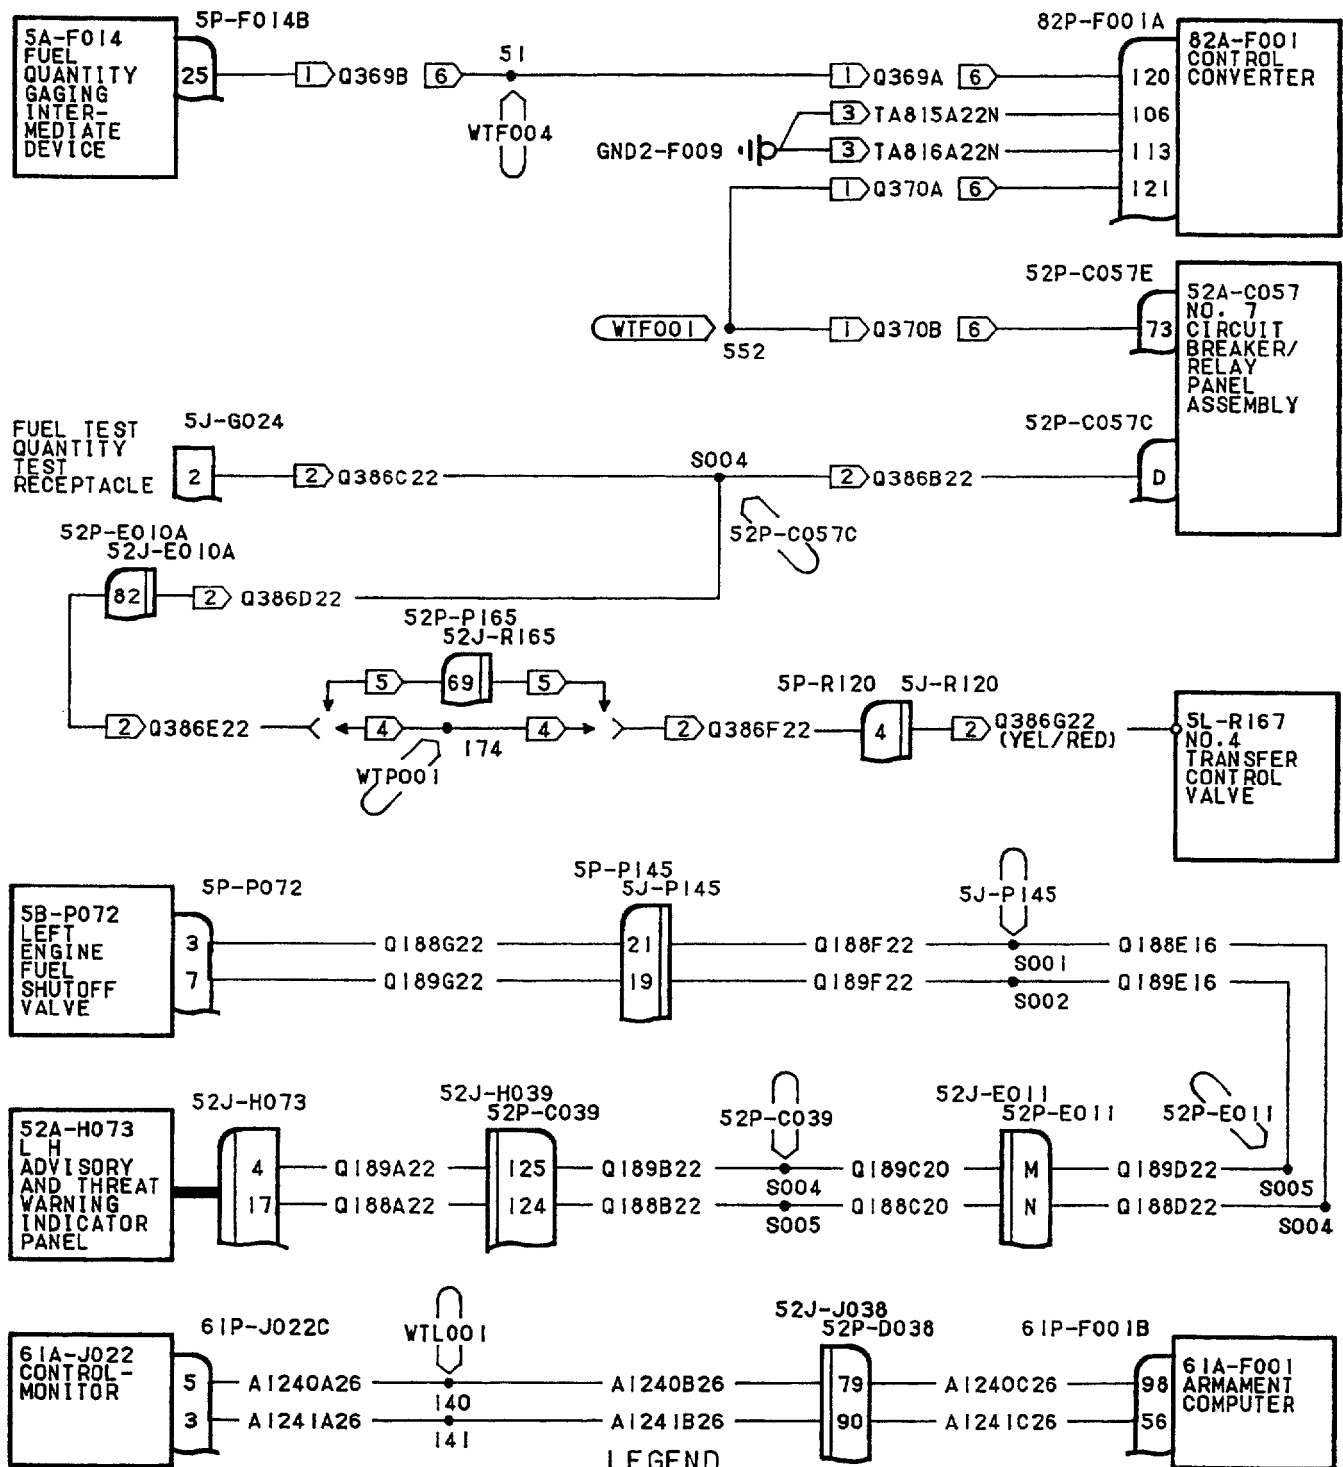 5P-F014B
82P-F001A
5A-F014
FUEL
QUANTITY
GAGING
INTER-
MEDIATE
DEVICE
25
1 Q369B 6
51
WTF004
1 Q369A 6
120
3 TA815A22N
106
GND2-F009
3 TA816A22N
113
1 Q370A 6
121
82A-F001
CONTROL
CONVERTER
52P-C057E
WTF001
552
1 Q370B 6
73
52A-C057
NO. 7
CIRCUIT
BREAKER/
RELAY
PANEL
ASSEMBLY
52P-C057C
FUEL TEST
QUANTITY
TEST
RECEPTACLE
5J-G024
2
2 Q386C22
S004
2 Q386B22
D
52P-C057C
52P-E010A
52J-E010A
82
2 Q386D22
52P-P165
52J-R165
5 69 5
2 Q386E22
4 4
174
WTP001
2 Q386F22
5P-R120 5J-R120
4
2 Q386G22
(YEL/RED)
5L-R167
NO.4
TRANSFER
CONTROL
VALVE
5B-P072
LEFT
ENGINE
FUEL
SHUTOFF
VALVE
5P-P072
5P-P145
5J-P145
5J-P145
3 Q188G22 21 Q188F22 Q188E16
S001
7 Q189G22 19 Q189F22 Q189E16
S002
52A-H073
L H
ADVISORY
AND THREAT
WARNING
INDICATOR
PANEL
52J-H073
52J-H039
52P-C039
52P-C039
52J-E011
52P-E011
52P-E011
4 Q189A22 125 Q189B22 Q189C20 M Q189D22
S004
S005
17 Q188A22 124 Q188B22 Q188C20 N Q188D22
S005
S004
61A-J022
CONTROL-
MONITOR
61P-J022C
WTL001
52J-J038
52P-D038
61P-F001B
5 A1240A26 A1240B26 79 A1240C26 98
140
3 A1241A26 A1241B26 90 A1241C26 56
141
61A-F001
ARMAMENT
COMPUTER
LEGEND